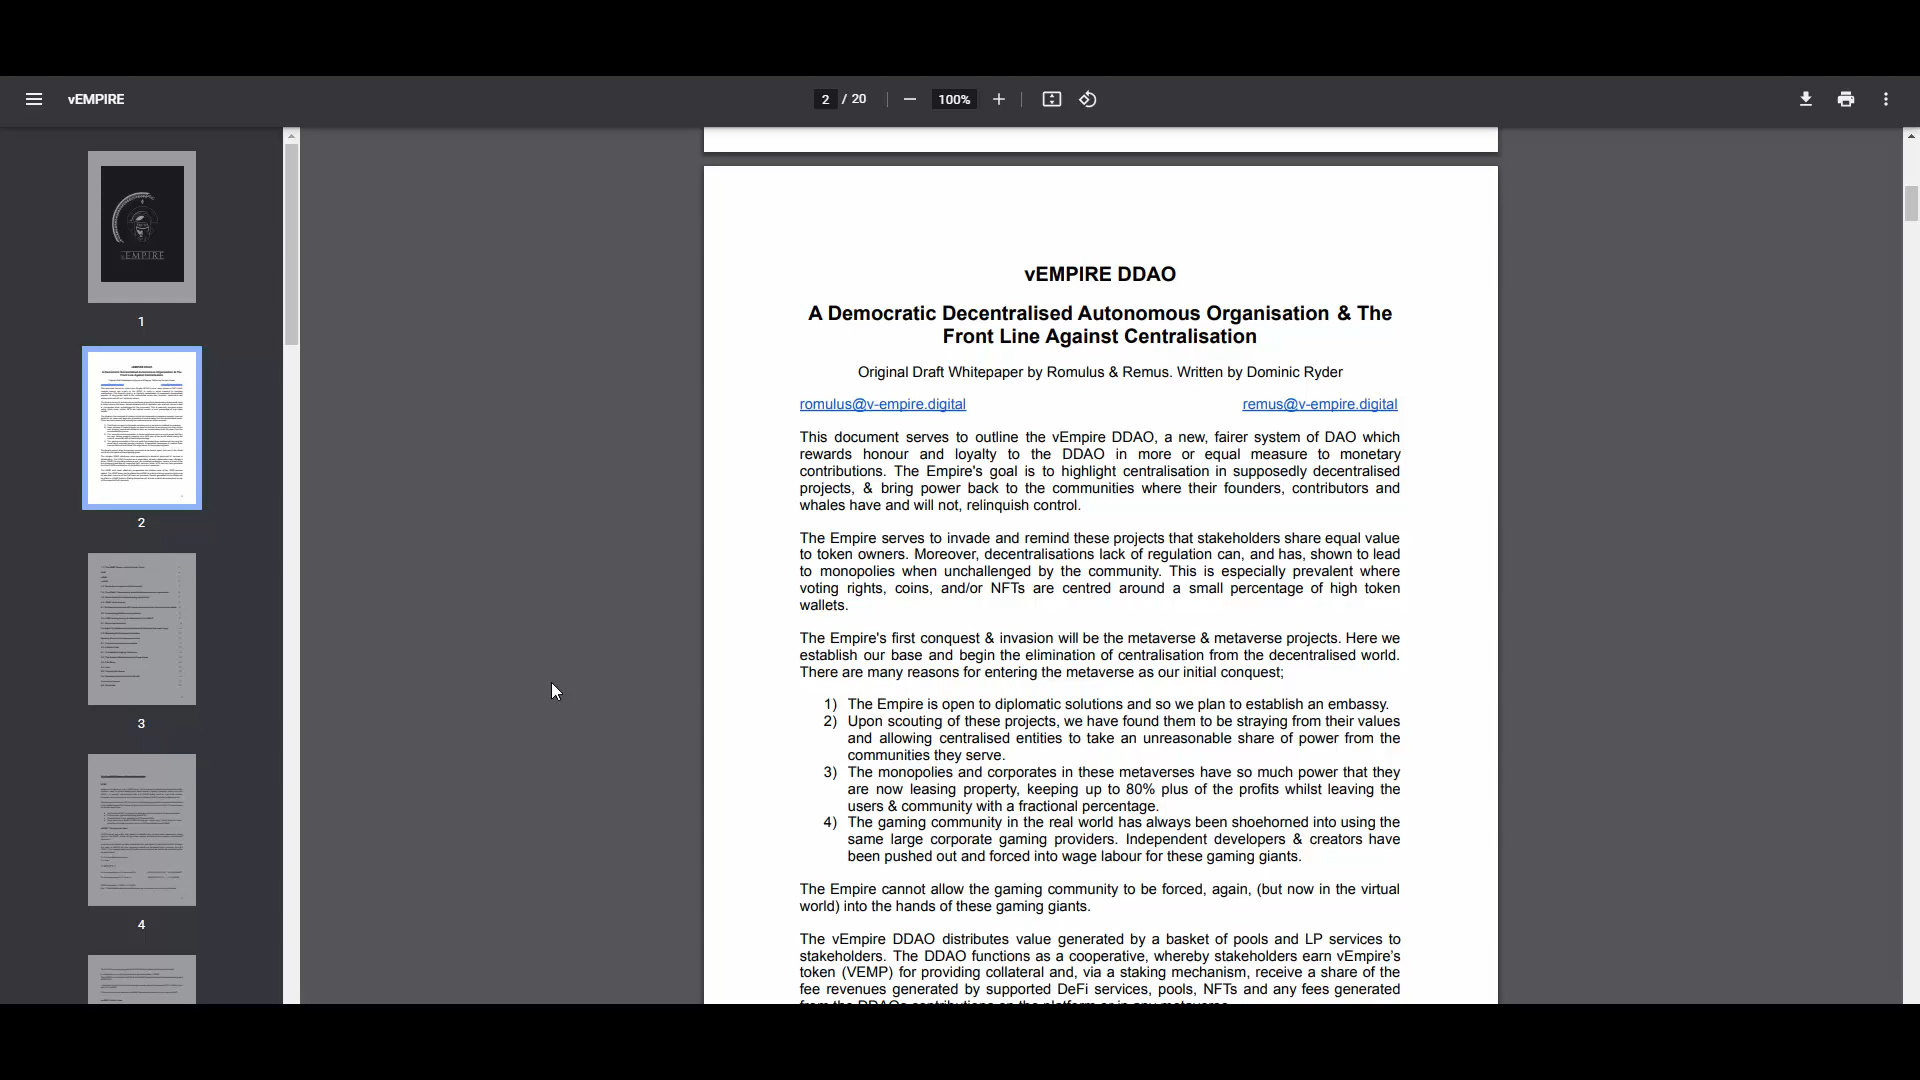 vEMPIRE
2 / 20
100%
vEMPIRE
1
2
3
4
vEMPIRE DDAO
A Democratic Decentralised Autonomous Organisation & The
Front Line Against Centralisation
Original Draft Whitepaper by Romulus & Remus. Written by Dominic Ryder
romulus@v-empire.digital remus@v-empire.digital
This document serves to outline the vEmpire DDAO, a new, fairer system of DAO which
rewards honour and loyalty to the DDAO in more or equal measure to monetary
contributions. The Empire's goal is to highlight centralisation in supposedly decentralised
projects, & bring power back to the communities where their founders, contributors and
whales have and will not, relinquish control.
The Empire serves to invade and remind these projects that stakeholders share equal value
to token owners. Moreover, decentralisations lack of regulation can, and has, shown to lead
to monopolies when unchallenged by the community. This is especially prevalent where
voting rights, coins, and/or NFTs are centred around a small percentage of high token
wallets.
The Empire's first conquest & invasion will be the metaverse & metaverse projects. Here we
establish our base and begin the elimination of centralisation from the decentralised world.
There are many reasons for entering the metaverse as our initial conquest;
1) The Empire is open to diplomatic solutions and so we plan to establish an embassy.
2) Upon scouting of these projects, we have found them to be straying from their values
and allowing centralised entities to take an unreasonable share of power from the
communities they serve.
3) The monopolies and corporates in these metaverses have so much power that they
are now leasing property, keeping up to 80% plus of the profits whilst leaving the
users & community with a fractional percentage.
4) The gaming community in the real world has always been shoehorned into using the
same large corporate gaming providers. Independent developers & creators have
been pushed out and forced into wage labour for these gaming giants.
The Empire cannot allow the gaming community to be forced, again, (but now in the virtual
world) into the hands of these gaming giants.
The vEmpire DDAO distributes value generated by a basket of pools and LP services to
stakeholders. The DDAO functions as a cooperative, whereby stakeholders earn vEmpire's
token (VEMP) for providing collateral and, via a staking mechanism, receive a share of the
fee revenues generated by supported DeFi services, pools, NFTs and any fees generated
from the DDAOs contributions on the platform or in any metaverse.